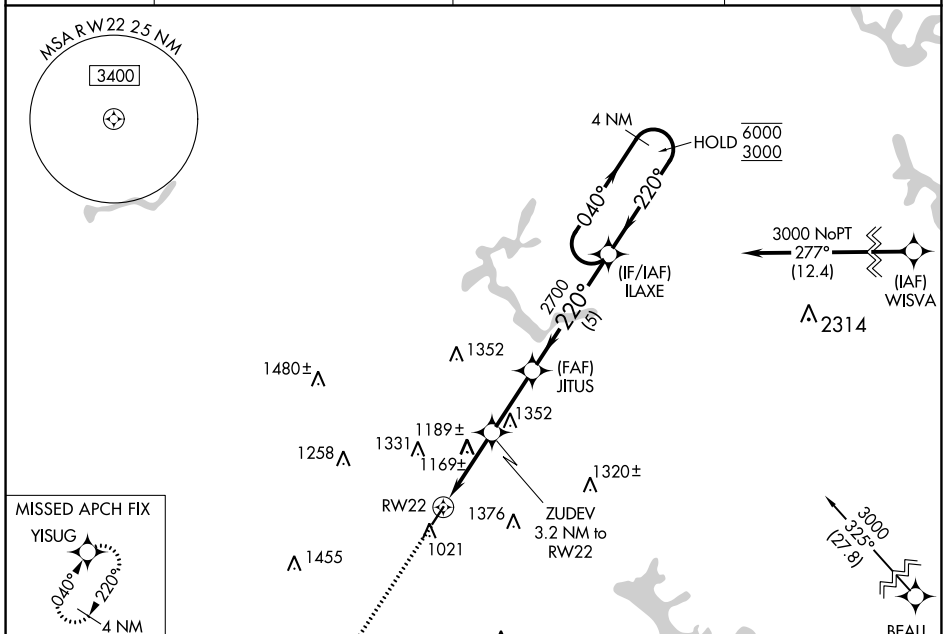 MSA RW22 25 NM
3400
4 NM
HOLD
6000
3000
040°
220°
3000 NoPT
277°
(12.4)
(IAF)
WISVA
(IF/IAF)
ILAXE
2700
220°
(5)
2314
1352
(FAF)
JITUS
1480±
1352
1189±
1331
1258
1169±
1320±
RW22
1376
ZUDEV
3.2 NM to
RW22
1021
1455
MISSED APCH FIX
YISUG
040°
220°
4 NM
3000
325°
(27.8)